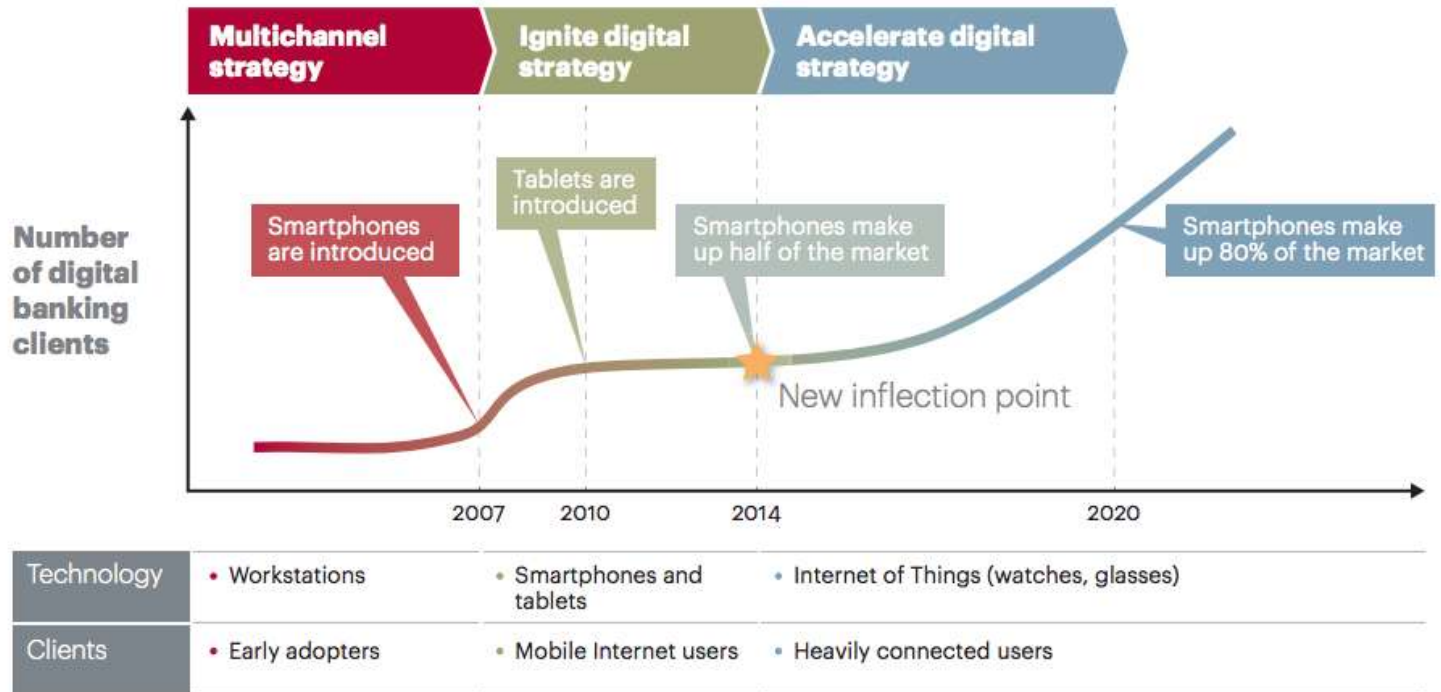 Multichannel
strategy
Ignite digital
strategy
Accelerate digital
strategy
Number
of digital
banking
clients
Smartphones
are introduced
Tablets are
introduced
Smartphones make
up half of the market
Smartphones make
up 80% of the market
New inflection point
2007
2010
2014
2020
Technology
• Workstations
• Smartphones and
tablets
• Internet of Things (watches, glasses)
Clients
• Early adopters
• Mobile Internet users
• Heavily connected users